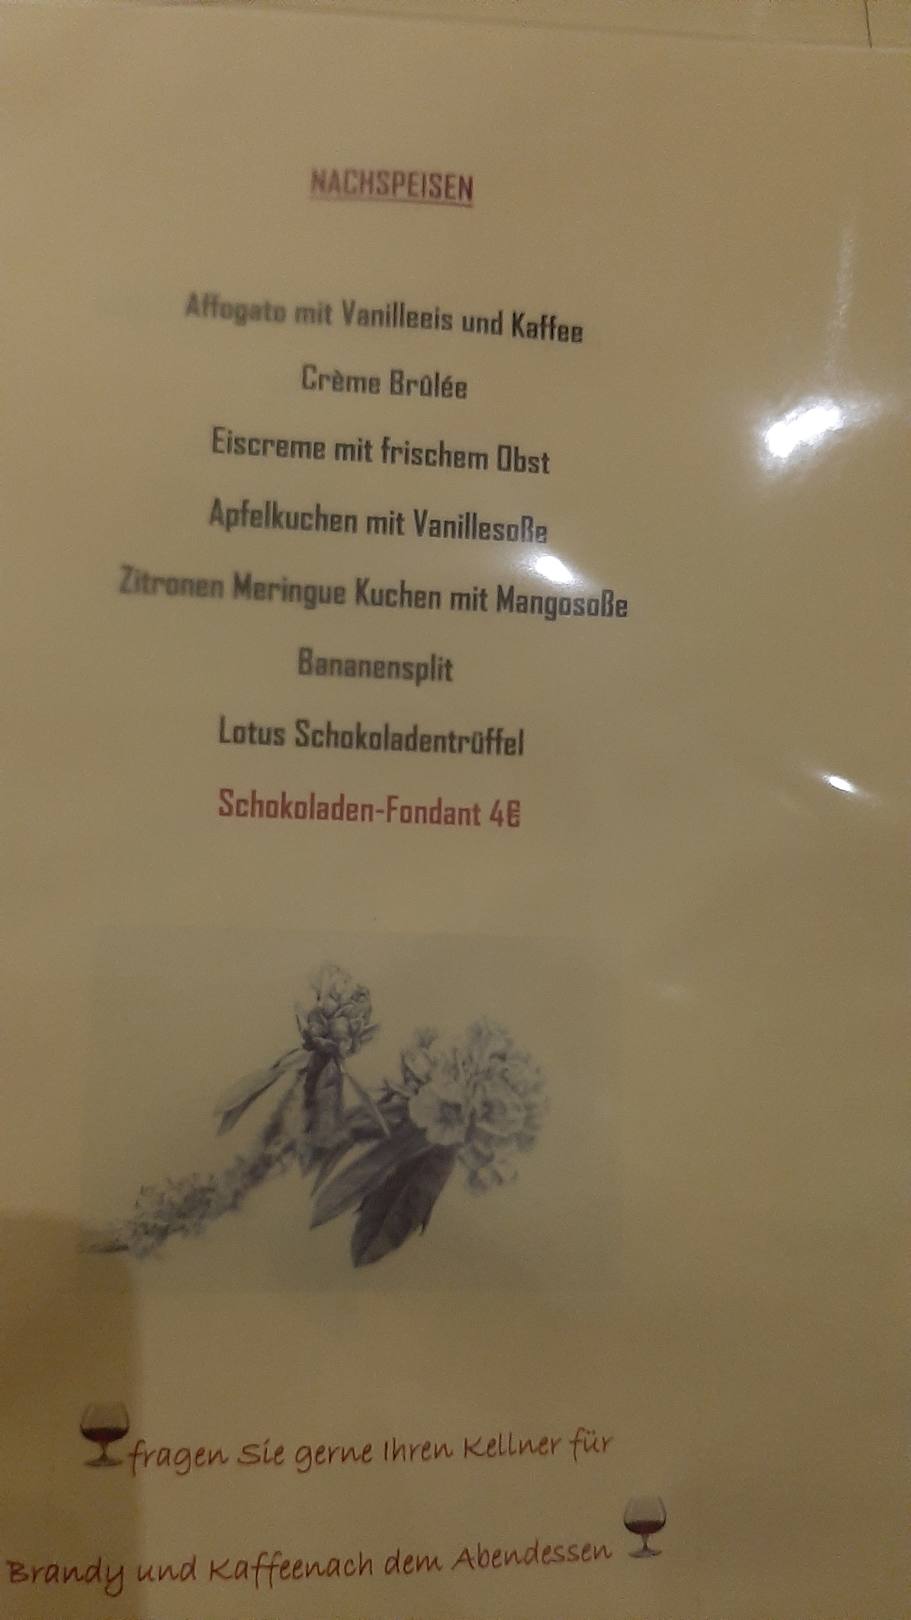 NACHSPEISEN
Affogato mit Vanilleeis und Kaffee
Crème Brûlée
Eiscreme mit frischem Obst
Apfelkuchen mit Vanillesoße
Zitronen Meringue Kuchen mit Mangosoße
Bananensplit
Lotus Schokoladentrüffel
Schokoladen-Fondant 4€
fragen Sie gerne Ihren Kellner für
Brandy und Kaffeenach dem Abendessen